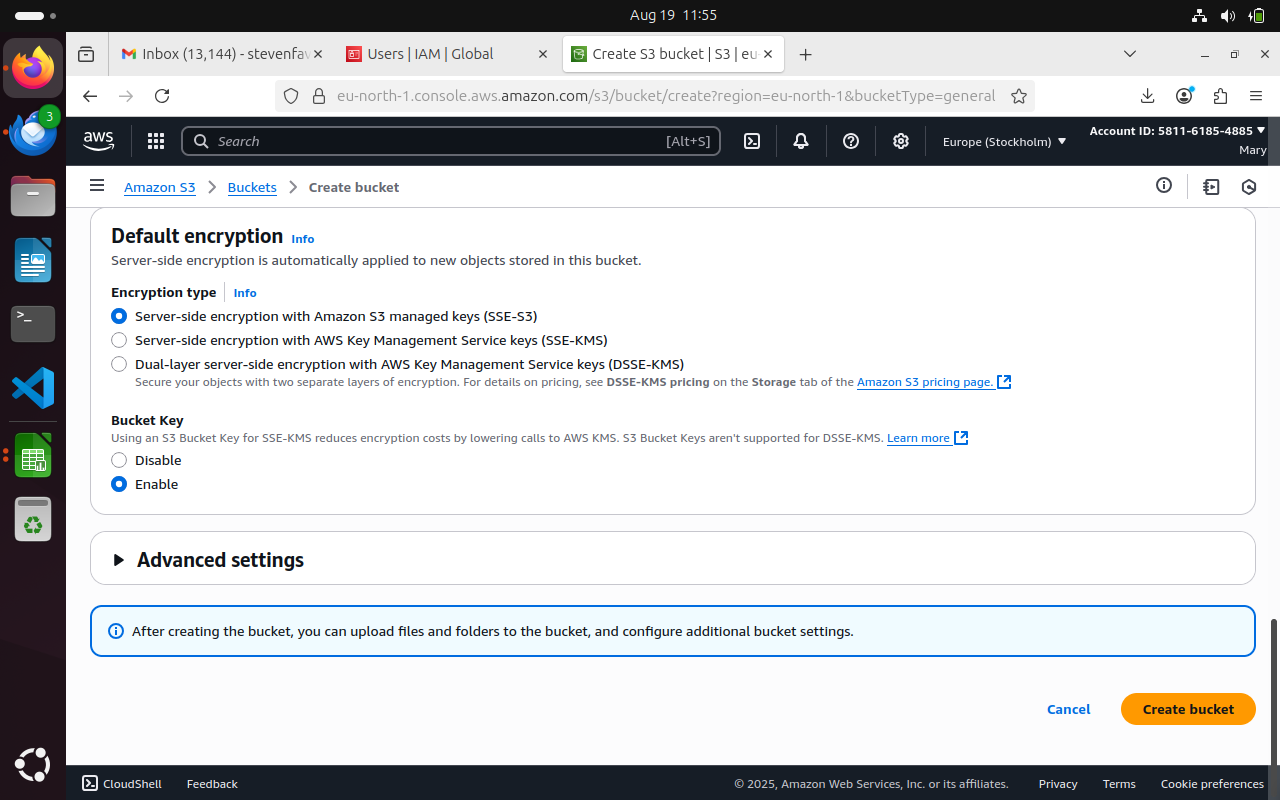 Aug 19 11:55
Inbox (13,144) - stevenfav
Users | IAM | Global
Create S3 bucket | S3 | eu-
eu-north-1.console.aws.amazon.com/s3/bucket/create?region=eu-north-1&bucketType=general
3
aws
Search
[Alt+S]
Europe (Stockholm)
Account ID: 5811-6185-4885
Mary
Amazon S3
Buckets
Create bucket
Default encryption Info
Server-side encryption is automatically applied to new objects stored in this bucket.
Encryption type Info
Server-side encryption with Amazon S3 managed keys (SSE-S3)
Server-side encryption with AWS Key Management Service keys (SSE-KMS)
Dual-layer server-side encryption with AWS Key Management Service keys (DSSE-KMS)
Secure your objects with two separate layers of encryption. For details on pricing, see DSSE-KMS pricing on the Storage tab of the Amazon S3 pricing page.
Bucket Key
Using an S3 Bucket Key for SSE-KMS reduces encryption costs by lowering calls to AWS KMS. S3 Bucket Keys aren't supported for DSSE-KMS. Learn more
Disable
Enable
Advanced settings
After creating the bucket, you can upload files and folders to the bucket, and configure additional bucket settings.
Cancel
Create bucket
CloudShell
Feedback
© 2025, Amazon Web Services, Inc. or its affiliates.
Privacy
Terms
Cookie preferences